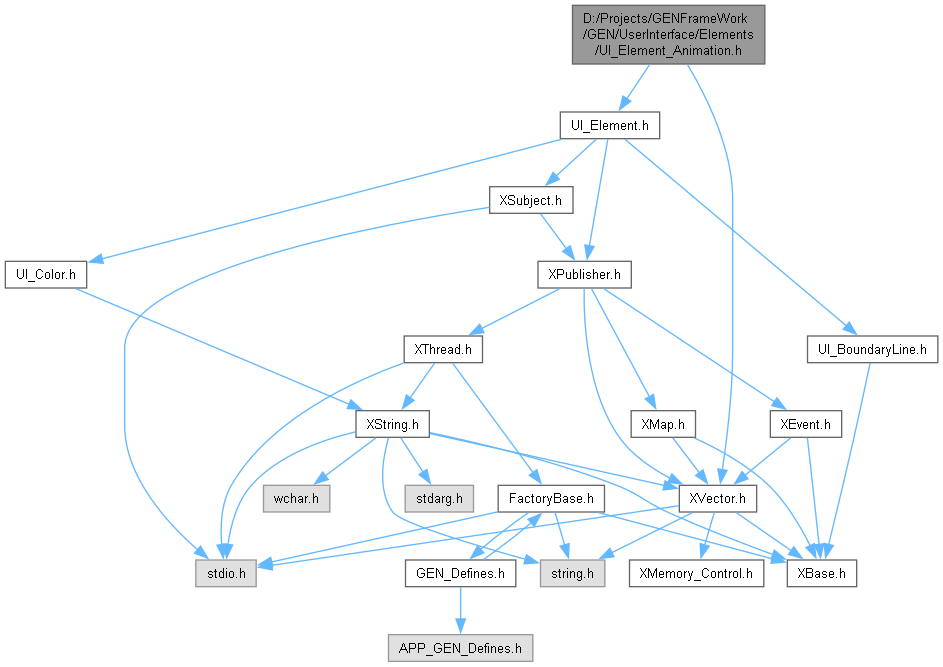 D:/Projects/GENFrameWork
/GEN/UserInterface/Elements
/UI_Element_Animation.h
UI_Element.h
XSubject.h
UI_Color.h
XPublisher.h
XThread.h
UI_BoundaryLine.h
XString.h
XMap.h
XEvent.h
wchar.h
stdarg.h
FactoryBase.h
XVector.h
stdio.h
GEN_Defines.h
string.h
XMemory_Control.h
XBase.h
APP_GEN_Defines.h